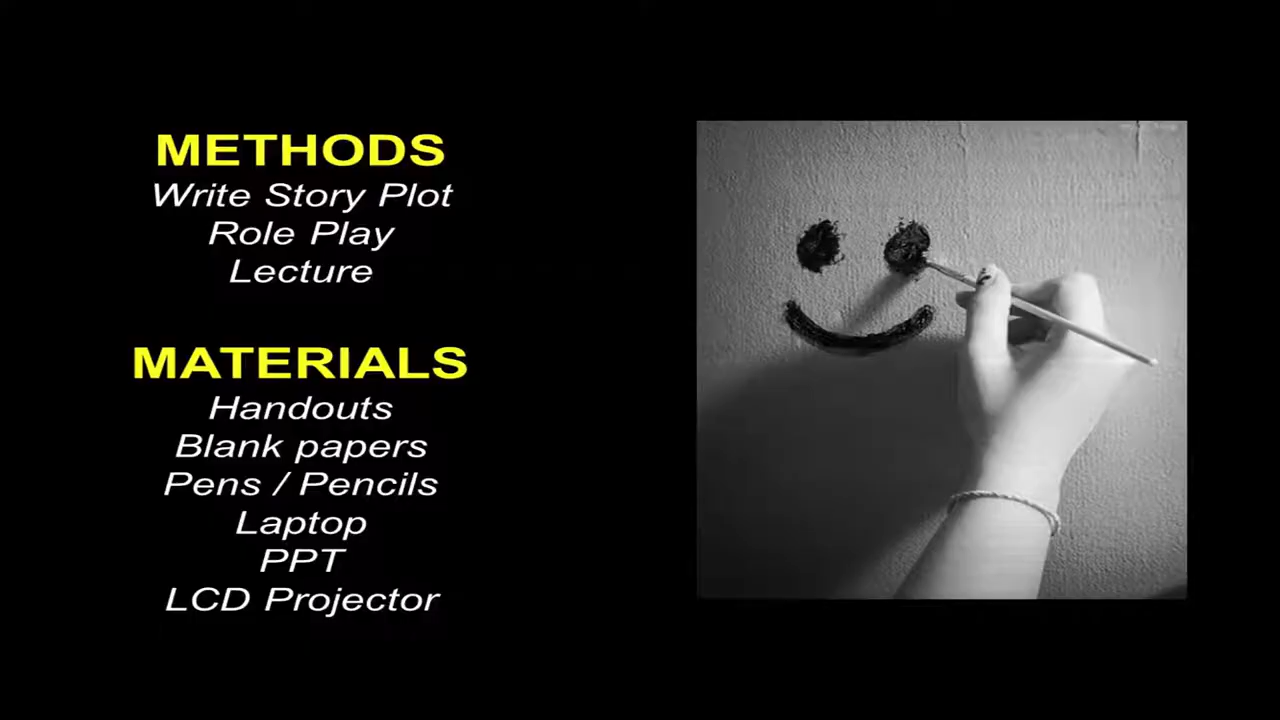 METHODS
Write Story Plot
Role Play
Lecture
MATERIALS
Handouts
Blank papers
Pens / Pencils
Laptop
PPT
LCD Projector